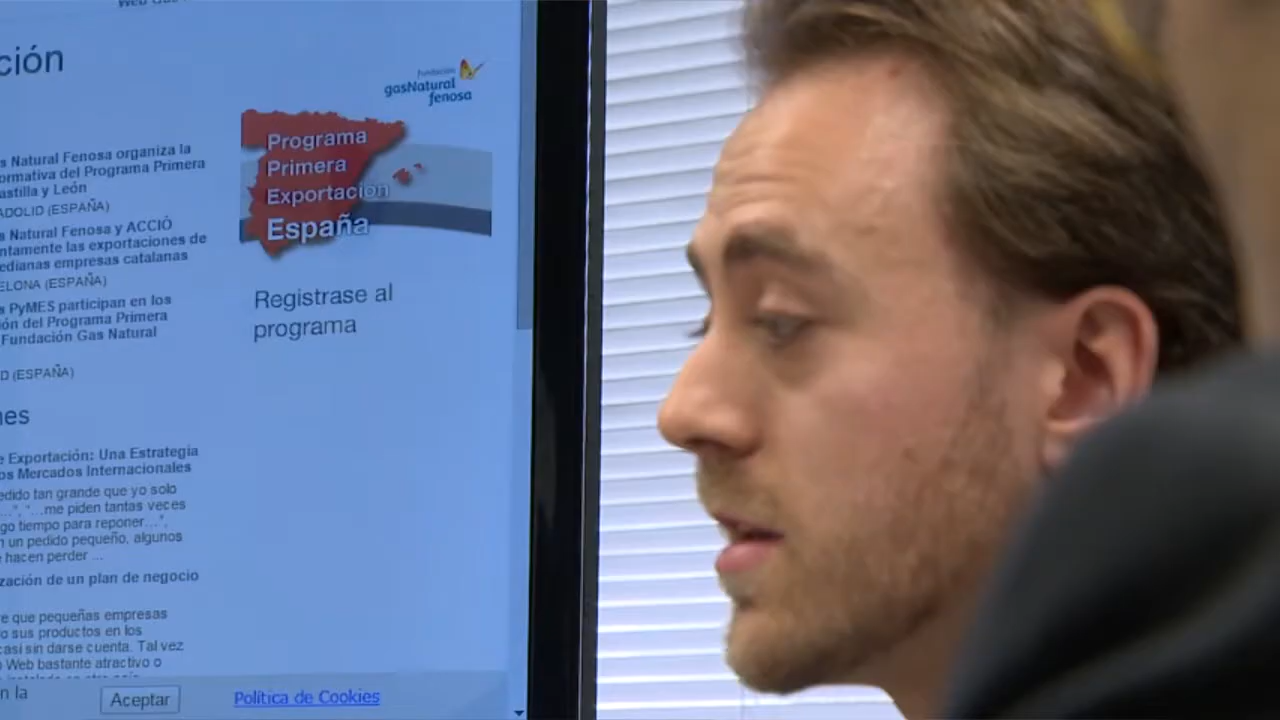 ción
s Natural Fenosa organiza la
ormativa del Programa Primera
astilla y León
ADOLID (ESPAÑA)
s Natural Fenosa y ACCIÓ
ntamente las exportaciones de
edianas empresas catalanas
ELONA (ESPAÑA)
s PyMES participan en los
ión del Programa Primera
Fundación Gas Natural
D (ESPAÑA)
nes
e Exportación: Una Estrategia
os Mercados Internacionales
edido tan grande que yo solo
...", "...me piden tantas veces
go tiempo para reponer...",
n un pedido pequeño, algunos
hacen perder ...
zación de un plan de negocio
re que pequeñas empresas
o sus productos en los
casi sin darse cuenta. Tal vez
Web bastante atractivo o
n la
Aceptar
Política de Cookies
Fundación
gasNatural
fenosa
Programa
Primera
Exportación
España
Registrase al
programa